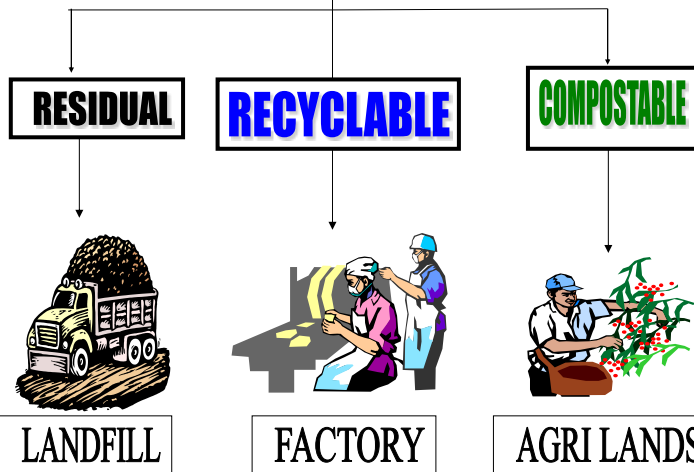 RESIDUAL
RECYCLABLE
COMPOSTABLE
LANDFILL
FACTORY
AGRI LANDS